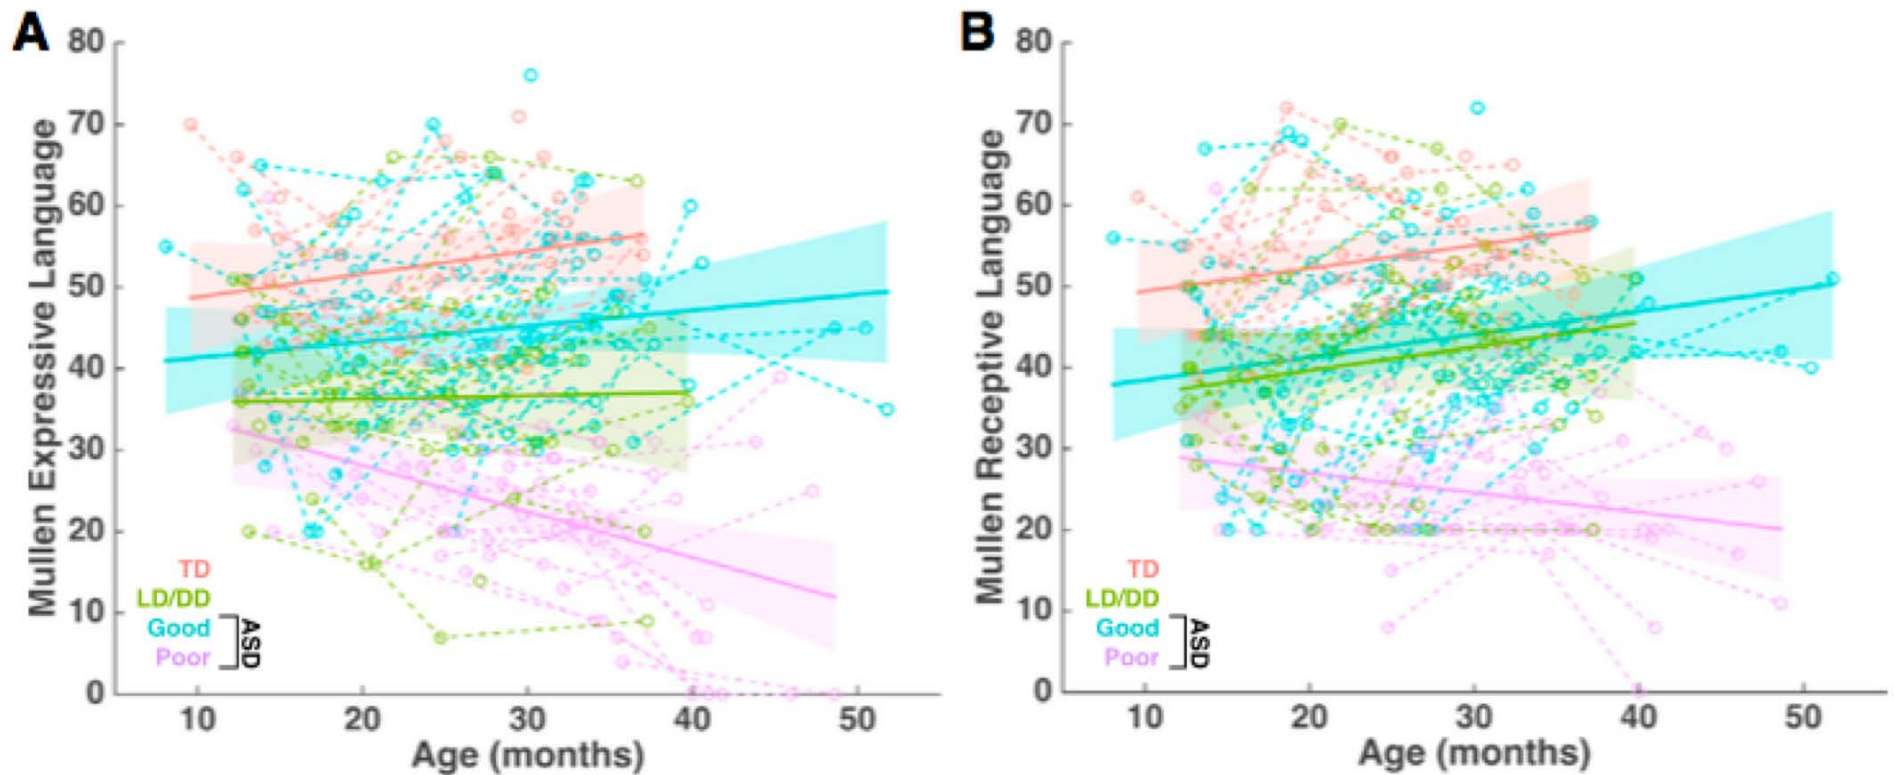 A
80
70
60
50
40
30
20
10
0
Mullen Expressive Language
TD
LD/DD
Good
Poor
ASD
10 20 30 40 50
Age (months)
B
80
70
60
50
40
30
20
10
0
Mullen Receptive Language
TD
LD/DD
Good
Poor
ASD
10 20 30 40 50
Age (months)